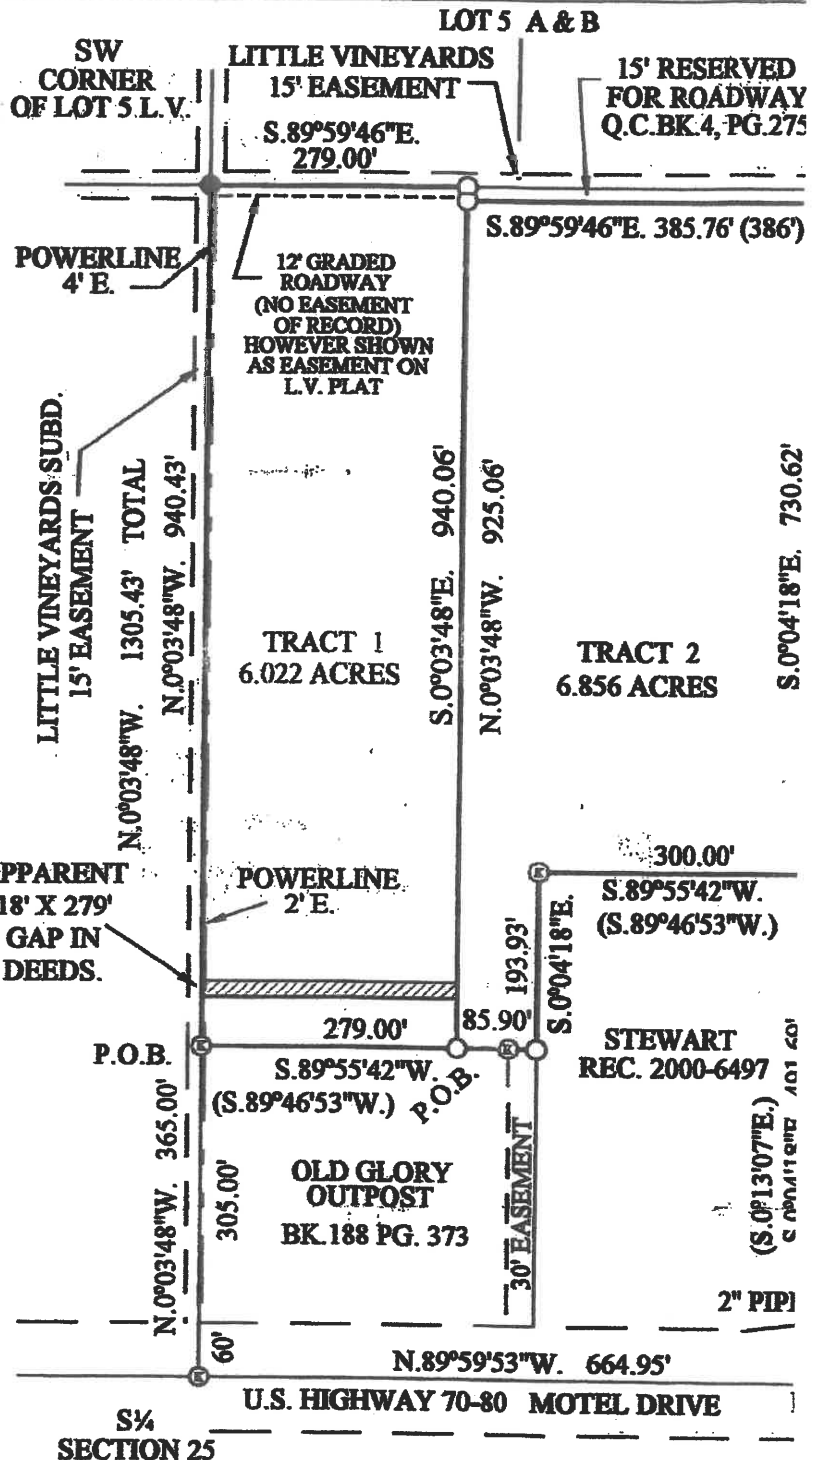 LOT 5 A & B
SW
CORNER
OF LOT 5 L.V.
LITTLE VINEYARDS
15' EASEMENT
15' RESERVED
FOR ROADWAY
Q.C.BK.4, PG.275
S.89°59'46"E.
279.00'
S.89°59'46"E. 385.76' (386')
POWERLINE
4' E.
12' GRADED
ROADWAY
(NO EASEMENT
OF RECORD)
HOWEVER SHOWN
AS EASEMENT ON
L.V. PLAT
LITTLE VINEYARDS SUBD.
15' EASEMENT
N.0°03'48"W. 1305.43' TOTAL
N.0°03'48"W. 940.43'
S.0°03'48"E. 940.06'
N.0°03'48"W. 925.06'
S.0°04'18"E. 730.62'
TRACT 1
6.022 ACRES
TRACT 2
6.856 ACRES
PPARENT
18' X 279'
GAP IN
DEEDS.
POWERLINE
2' E.
300.00'
S.89°55'42"W.
(S.89°46'53"W.)
193.93'
S.0°04'18"E.
279.00'
85.90'
P.O.B.
S.89°55'42"W.
(S.89°46'53"W.)
P.O.B.
STEWART
REC. 2000-6497
(S.0°13'07"E.)
S.0°04'18"E.
N.0°03'48"W. 365.00'
305.00'
OLD GLORY
OUTPOST
BK.188 PG. 373
30' EASEMENT
2" PIPE
60'
N.89°59'53"W. 664.95'
U.S. HIGHWAY 70-80 MOTEL DRIVE
S¼
SECTION 25